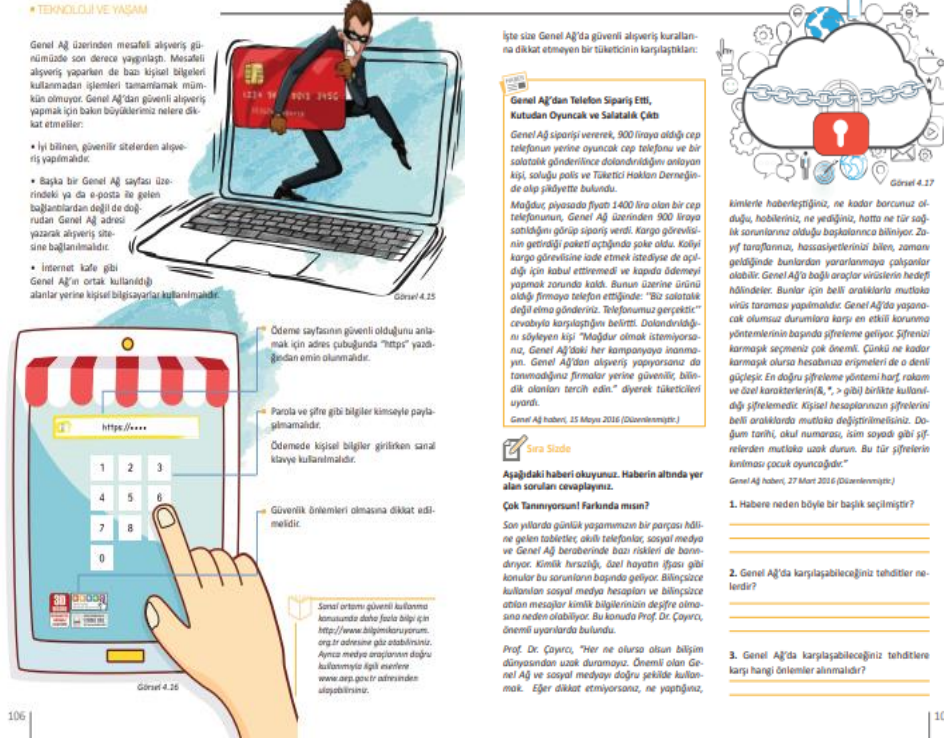 TEKNOLOJİ VE YAŞAM
Genel Ağ üzerinden mesafeli alışveriş gü-
nümüzde son derece yaygınlaştı. Mesafeli
alışveriş yaparken de bazı kişisel bilgeleri
kullanmadan işlemleri tamamlamak müm-
kün olmuyor. Genel Ağ'dan güvenli alışveriş
yapmak için bakın büyüklerimiz nelere dik-
kat etmeliler:
• İyi bilinen, güvenilir sitelerden alışve-
riş yapılmalıdır.
• Başka bir Genel Ağ sayfası üze-
rindeki ya da e-posta ile gelen
bağlantılardan değil de doğ-
rudan Genel Ağ adresi
yazarak alışveriş site-
sine bağlanılmalıdır.
• İnternet kafe gibi
Genel Ağ'ın ortak kullanıldığı
alanlar yerine kişisel bilgisayarlar kullanılmalıdır.
Görsel 4.15
Ödeme sayfasının güvenli olduğunu anla-
mak için adres çubuğunda "https" yazdı-
ğından emin olunmalıdır.
Parola ve şifre gibi bilgiler kimseyle payla-
şılmamalıdır.
Ödemede kişisel bilgiler girilirken sanal
klavye kullanılmalıdır.
Güvenlik önlemleri olmasına dikkat edil-
melidir.
https://••••
1 2 3
4 5 6
7 8
0
3D
Sanal ortamı güvenli kullanma
konusunda daha fazla bilgi için
http://www.bilgimikoruyorum.
org.tr adresine göz atabilirsiniz.
Ayrıca medya araçlarının doğru
kullanımıyla ilgili eserlere
www.aep.gov.tr adresinden
ulaşabilirsiniz.
Görsel 4.16
106
İşte size Genel Ağ'da güvenli alışveriş kuralları-
na dikkat etmeyen bir tüketicinin karşılaştıkları:
HABER
Genel Ağ'dan Telefon Sipariş Etti,
Kutudan Oyuncak ve Salatalık Çıktı
Genel Ağ siparişi vererek, 900 liraya aldığı cep
telefonun yerine oyuncak cep telefonu ve bir
salatalık gönderilince dolandırıldığını anlayan
kişi, soluğu polis ve Tüketici Hakları Derneğin-
de alıp şikâyette bulundu.
Mağdur, piyasada fiyatı 1400 lira olan bir cep
telefonunun, Genel Ağ üzerinden 900 liraya
satıldığını görüp sipariş verdi. Kargo görevlisi-
nin getirdiği paketi açtığında şoke oldu. Koliyi
kargo görevlisine iade etmek istediyse de açıl-
dığı için kabul ettiremedi ve kapıda ödemeyi
yapmak zorunda kaldı. Bunun üzerine ürünü
aldığı firmaya telefon ettiğinde: "Biz salatalık
değil elma göndeririz. Telefonumuz gerçektir."
cevabıyla karşılaştığını belirtti. Dolandırıldığı-
nı söyleyen kişi "Mağdur olmak istemiyorsa-
nız, Genel Ağ'daki her kampanyaya inanma-
yın. Genel Ağ'dan alışveriş yapıyorsanız da
tanımadığınız firmalar yerine güvenilir, bilin-
dik olanları tercih edin." diyerek tüketicileri
uyardı.
Genel Ağ haberi, 15 Mayıs 2016 (Düzenlenmiştir.)
Sıra Sizde
Aşağıdaki haberi okuyunuz. Haberin altında yer
alan soruları cevaplayınız.
Çok Tanınıyorsun! Farkında mısın?
Son yıllarda günlük yaşamımızın bir parçası hâli-
ne gelen tabletler, akıllı telefonlar, sosyal medya
ve Genel Ağ beraberinde bazı riskleri de barın-
dırıyor. Kimlik hırsızlığı, özel hayatın ifşası gibi
konular bu sorunların başında geliyor. Bilinçsizce
kullanılan sosyal medya hesapları ve bilinçsizce
atılan mesajlar kimlik bilgilerinizin deşifre olma-
sına neden olabiliyor. Bu konuda Prof. Dr. Çayırcı,
önemli uyarılarda bulundu.
Prof. Dr. Çayırcı, "Her ne olursa olsun bilişim
dünyasından uzak duramayız. Önemli olan Ge-
nel Ağ ve sosyal medyayı doğru şekilde kullan-
mak. Eğer dikkat etmiyorsanız, ne yaptığınız,
Görsel 4.17
kimlerle haberleştiğiniz, ne kadar borcunuz ol-
duğu, hobileriniz, ne yediğiniz, hatta ne tür sağ-
lık sorunlarınız olduğu başkalarınca biliniyor. Za-
yıf taraflarınızı, hassasiyetlerinizi bilen, zamanı
geldiğinde bunlardan yararlanmaya çalışanlar
olabilir. Genel Ağ'a bağlı araçlar virüslerin hedefi
hâlindeler. Bunlar için belli aralıklarla mutlaka
virüs taraması yapılmalıdır. Genel Ağ'da yaşana-
cak olumsuz durumlara karşı en etkili korunma
yöntemlerinin başında şifreleme geliyor. Şifrenizi
karmaşık seçmeniz çok önemli. Çünkü ne kadar
karmaşık olursa hesabınıza erişmeleri de o denli
güçleşir. En doğru şifreleme yöntemi harf, rakam
ve özel karakterlerin(&, *, > gibi) birlikte kullanıl-
dığı şifrelemedir. Kişisel hesaplarınızın şifrelerini
belli aralıklarda mutlaka değiştirilmelisiniz. Do-
ğum tarihi, okul numarası, isim soyadı gibi şif-
relerden mutlaka uzak durun. Bu tür şifrelerin
kırılması çocuk oyuncağıdır."
Genel Ağ haberi, 27 Mart 2016 (Düzenlenmiştir.)
1. Habere neden böyle bir başlık seçilmiştir?
2. Genel Ağ'da karşılaşabileceğiniz tehditler ne-
lerdir?
3. Genel Ağ'da karşılaşabileceğiniz tehditlere
karşı hangi önlemler alınmalıdır?